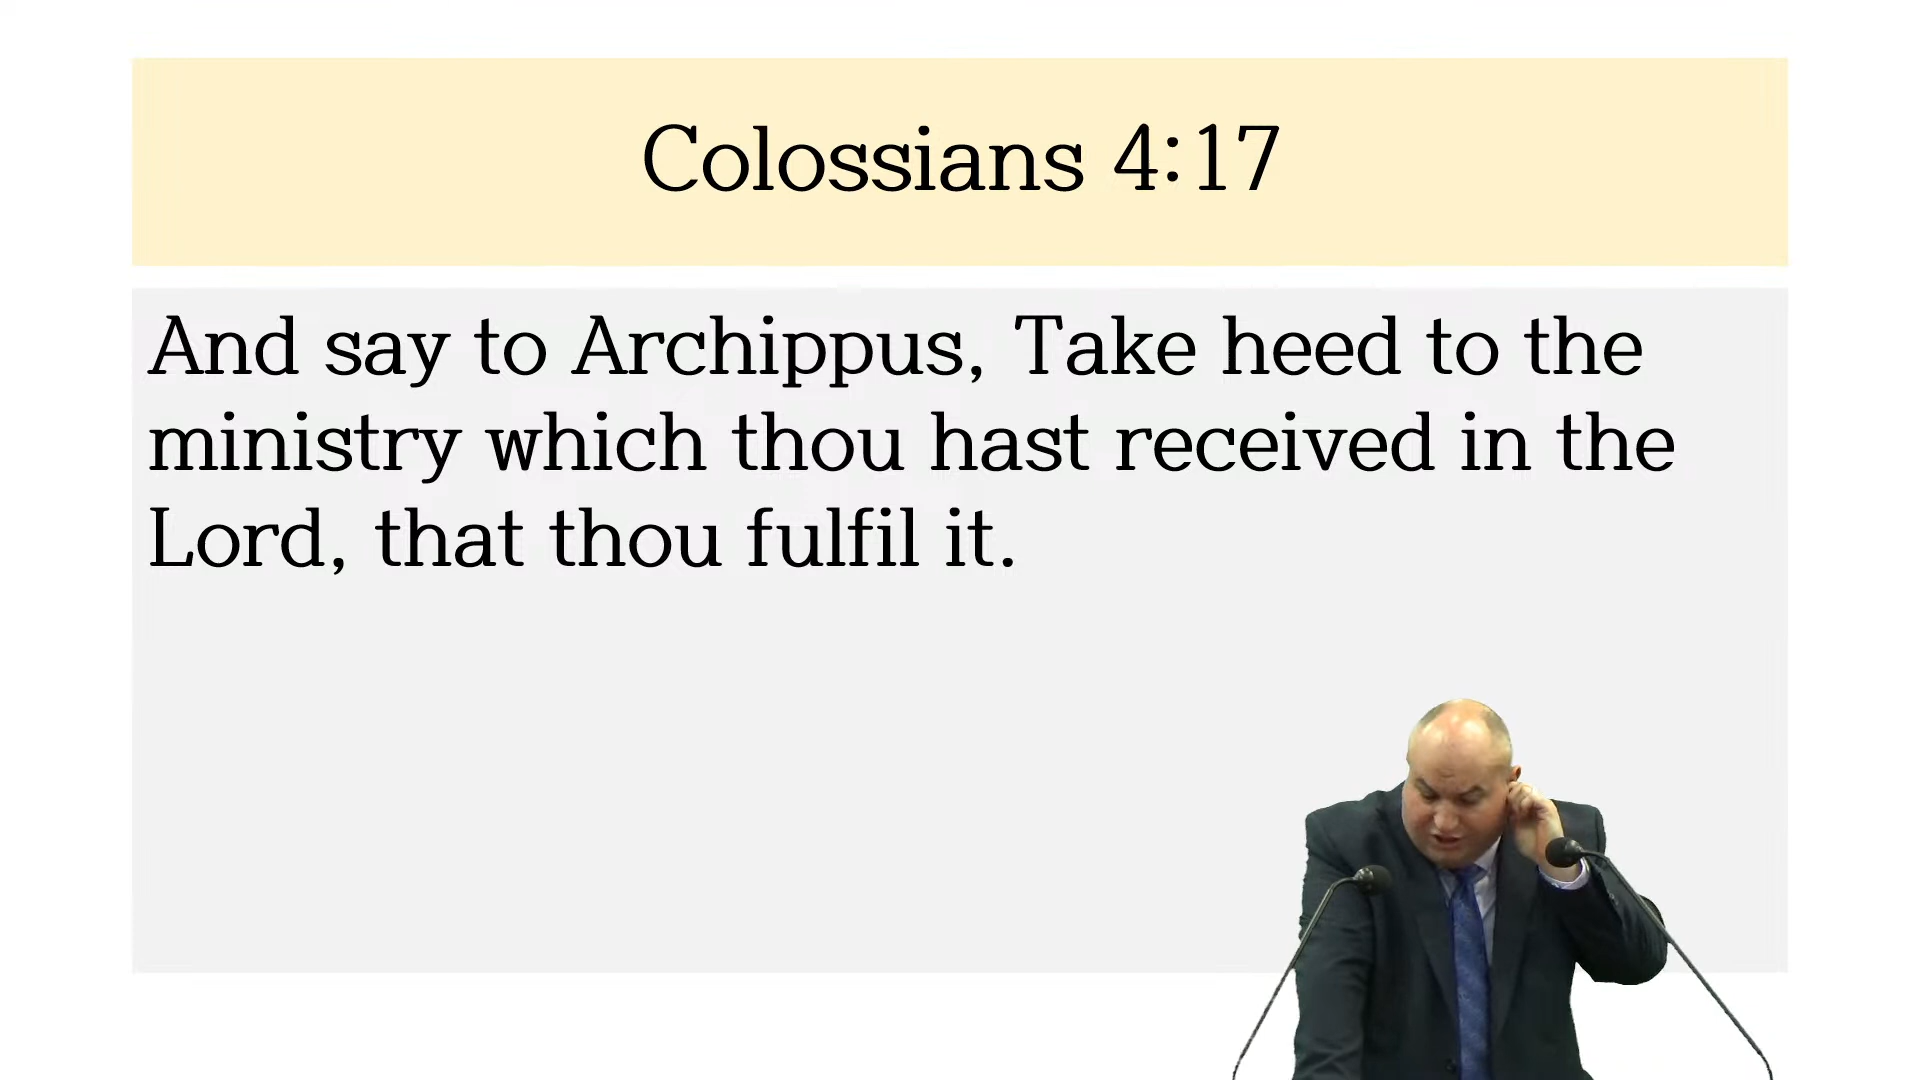 Colossians 4:17
And say to Archippus, Take heed to the
ministry which thou hast received in the
Lord, that thou fulfil it.